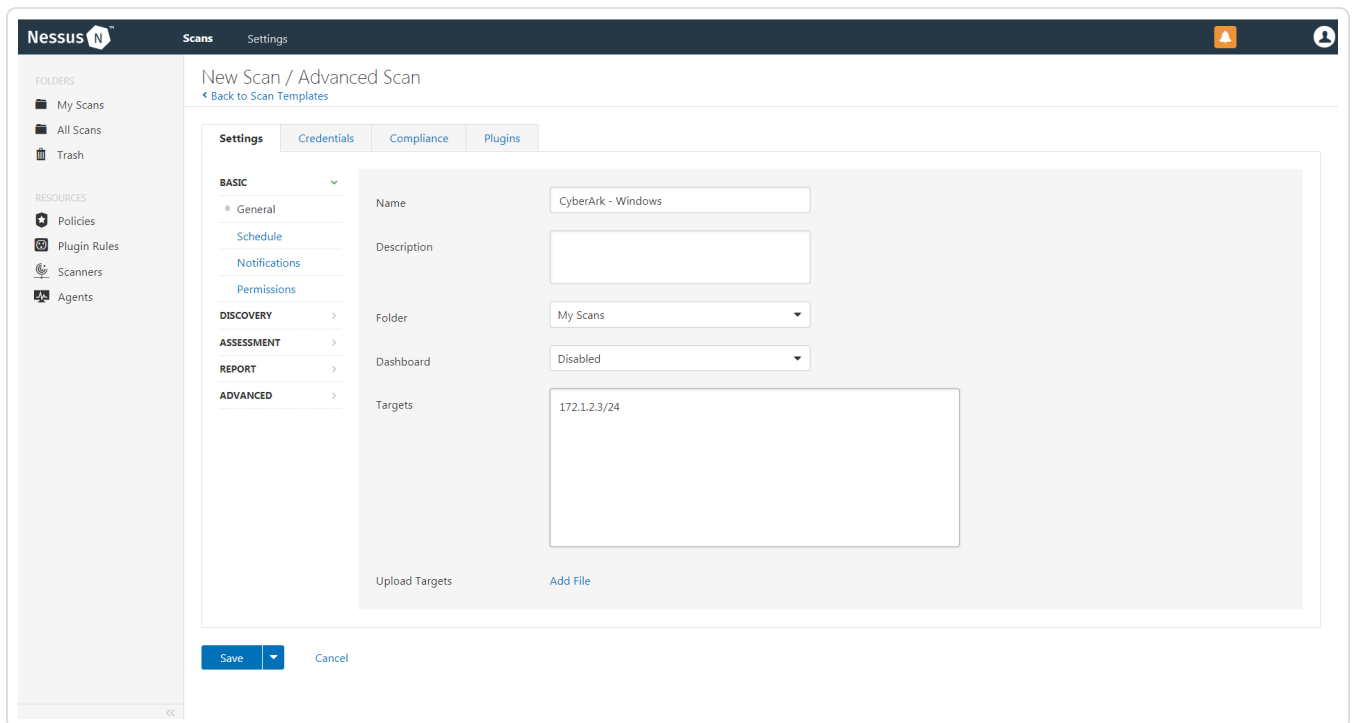 Nessus N ™ Scans Settings
FOLDERS
My Scans
All Scans
Trash
RESOURCES
Policies
Plugin Rules
Scanners
Agents
New Scan / Advanced Scan
Back to Scan Templates
Settings Credentials Compliance Plugins
BASIC
General
Schedule
Notifications
Permissions
DISCOVERY
ASSESSMENT
REPORT
ADVANCED
Name CyberArk - Windows
Description
Folder My Scans
Dashboard Disabled
Targets 172.1.2.3/24
Upload Targets Add File
Save Cancel